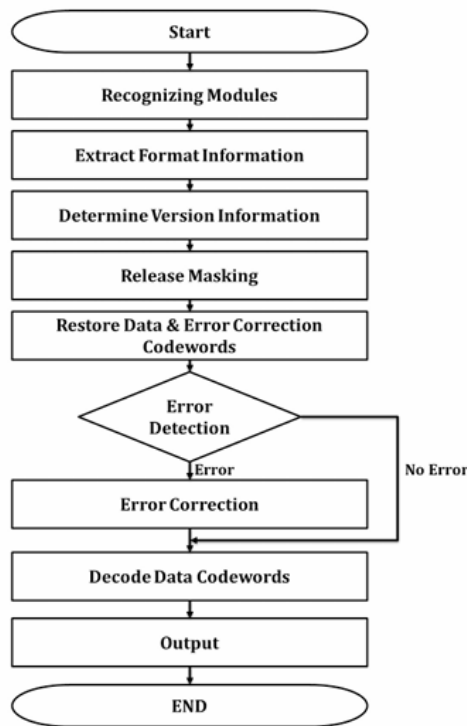 Start
Recognizing Modules
Extract Format Information
Determine Version Information
Release Masking
Restore Data & Error Correction
Codewords
Error
Detection
Error
No Error
Error Correction
Decode Data Codewords
Output
END